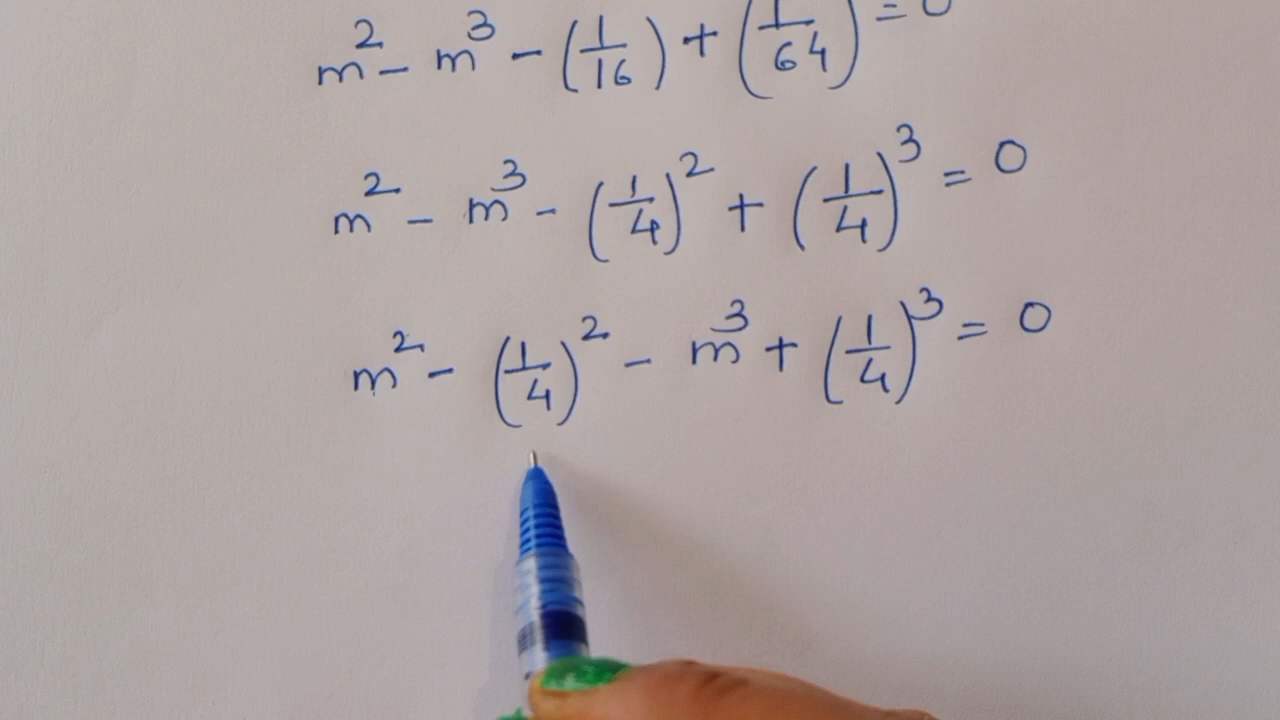 m² - m³ - (1/16) + (1/64) = 0
m² - m³ - (1/4)² + (1/4)³ = 0
m² - (1/4)² - m³ + (1/4)³ = 0